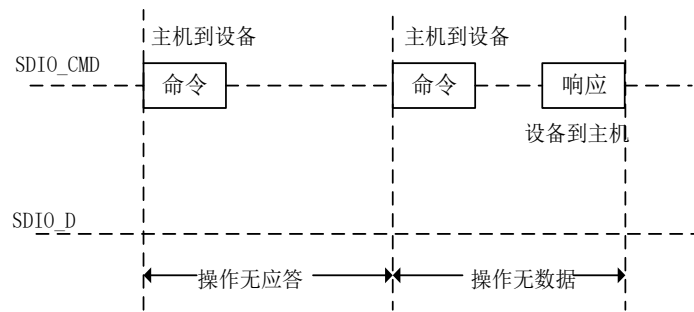 主机到设备
主机到设备
SDIO_CMD
命令
命令
响应
设备到主机
SDIO_D
操作无应答
操作无数据